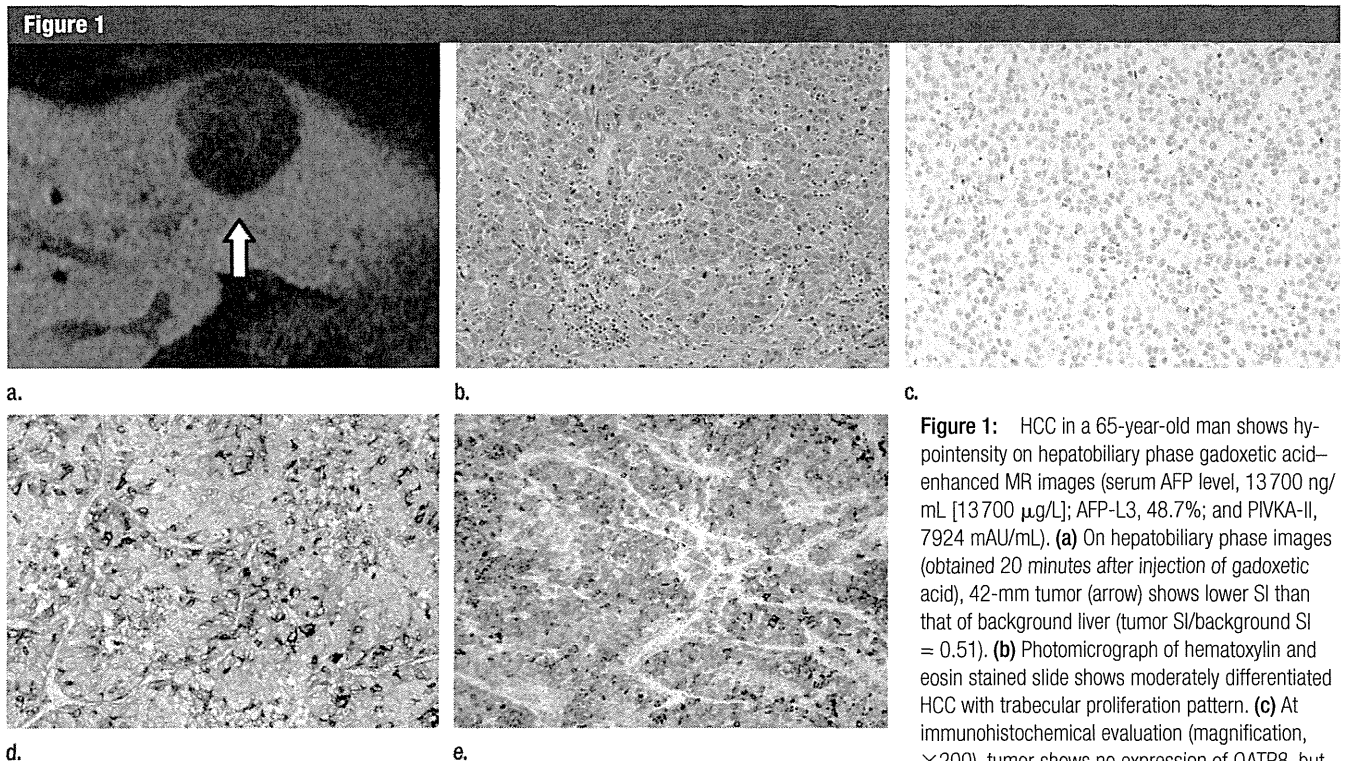 Figure 1
a.
b.
c.
d.
e.
Figure 1: HCC in a 65-year-old man shows hy-
pointensity on hepatobiliary phase gadoxetic acid–
enhanced MR images (serum AFP level, 13 700 ng/
mL [13 700 μg/L]; AFP-L3, 48.7%; and PIVKA-II,
7924 mAU/mL). (a) On hepatobiliary phase images
(obtained 20 minutes after injection of gadoxetic
acid), 42-mm tumor (arrow) shows lower SI than
that of background liver (tumor SI/background SI
= 0.51). (b) Photomicrograph of hematoxylin and
eosin stained slide shows moderately differentiated
HCC with trabecular proliferation pattern. (c) At
immunohistochemical evaluation (magnification,
×200), tumor shows no expression of OATP8, but